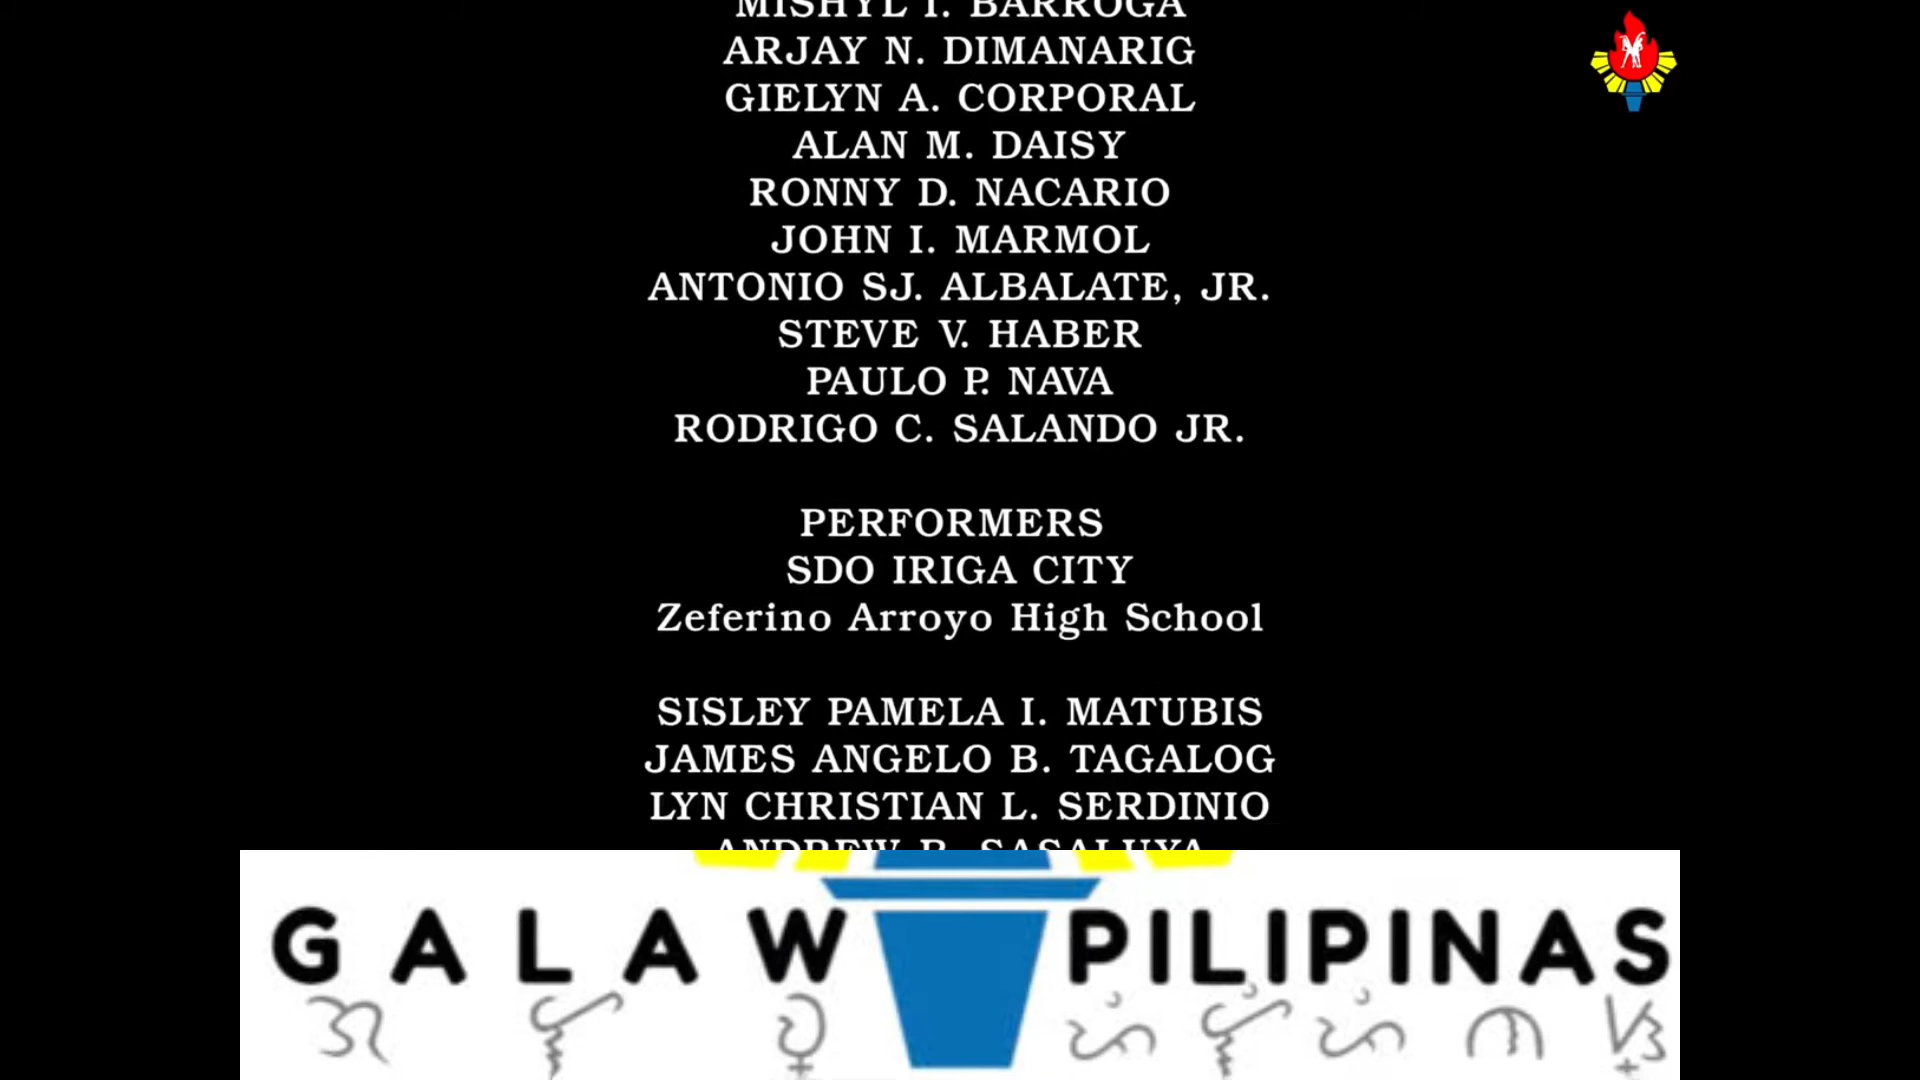 MISHYL I. BARROGA
ARJAY N. DIMANARIG
GIELYN A. CORPORAL
ALAN M. DAISY
RONNY D. NACARIO
JOHN I. MARMOL
ANTONIO SJ. ALBALATE, JR.
STEVE V. HABER
PAULO P. NAVA
RODRIGO C. SALANDO JR.
PERFORMERS
SDO IRIGA CITY
Zeferino Arroyo High School
SISLEY PAMELA I. MATUBIS
JAMES ANGELO B. TAGALOG
LYN CHRISTIAN L. SERDINIO
GALAW PILIPINAS